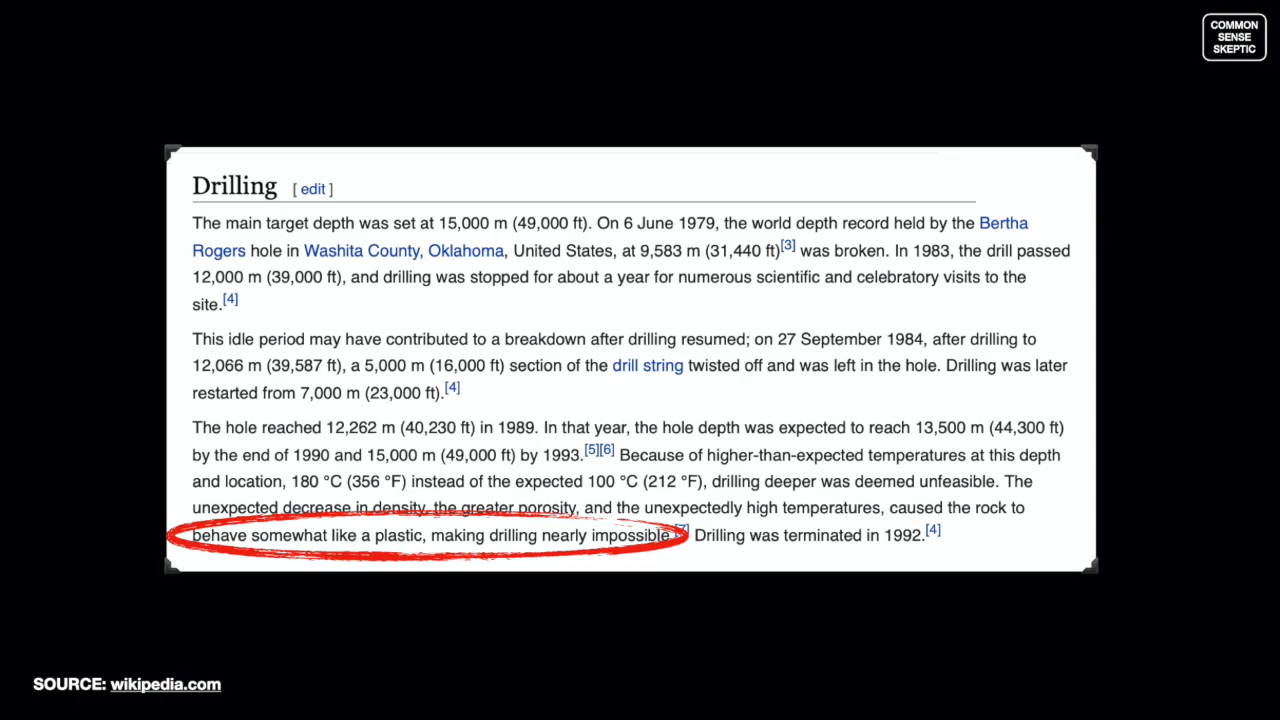 COMMON
SENSE
SKEPTIC
Drilling [ edit ]
The main target depth was set at 15,000 m (49,000 ft). On 6 June 1979, the world depth record held by the Bertha
Rogers hole in Washita County, Oklahoma, United States, at 9,583 m (31,440 ft)[3] was broken. In 1983, the drill passed
12,000 m (39,000 ft), and drilling was stopped for about a year for numerous scientific and celebratory visits to the
site.[4]
This idle period may have contributed to a breakdown after drilling resumed; on 27 September 1984, after drilling to
12,066 m (39,587 ft), a 5,000 m (16,000 ft) section of the drill string twisted off and was left in the hole. Drilling was later
restarted from 7,000 m (23,000 ft).[4]
The hole reached 12,262 m (40,230 ft) in 1989. In that year, the hole depth was expected to reach 13,500 m (44,300 ft)
by the end of 1990 and 15,000 m (49,000 ft) by 1993.[5][6] Because of higher-than-expected temperatures at this depth
and location, 180 °C (356 °F) instead of the expected 100 °C (212 °F), drilling deeper was deemed unfeasible. The
unexpected decrease in density, the greater porosity, and the unexpectedly high temperatures, caused the rock to
behave somewhat like a plastic, making drilling nearly impossible.[7] Drilling was terminated in 1992.[4]
SOURCE: wikipedia.com